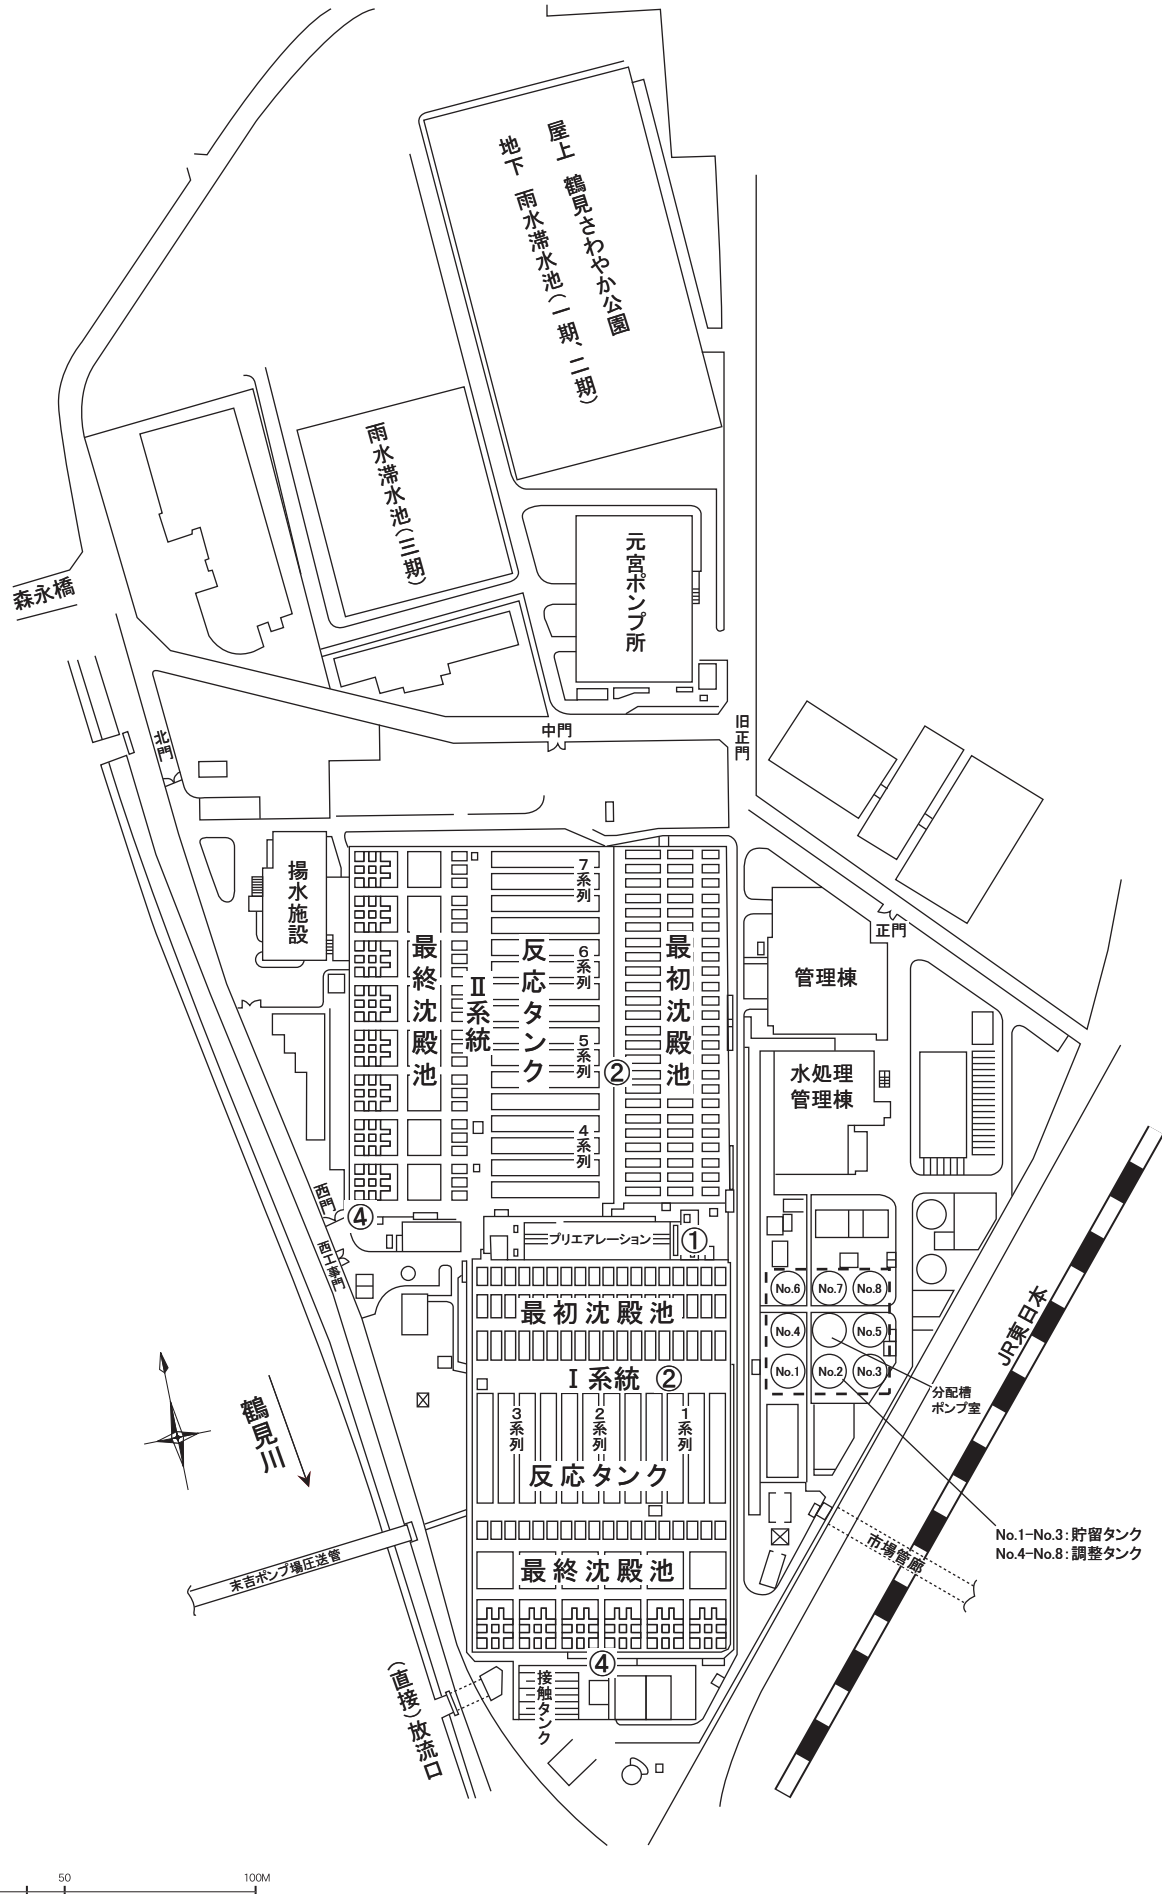 屋上　鶴見さわやか公園
地下　雨水滞水池（一期、二期）
雨水滞水池（三期）
元宮ポンプ所
森永橋
北門
中門
旧正門
正門
揚水施設
最終沈殿池
Ⅱ系統
反応タンク
7系列
6系列
5系列
4系列
②
最初沈殿池
管理棟
水処理
管理棟
西門
④
西工事門
プリエアレーション
①
最初沈殿池
Ⅰ系統
②
3系列
2系列
1系列
反応タンク
最終沈殿池
④
接触タンク
No.6
No.7
No.8
No.4
No.5
No.1
No.2
No.3
分配槽
ポンプ室
JR東日本
鶴見川
末吉ポンプ場圧送管
市場管廊
No.1-No.3：貯留タンク
No.4-No.8：調整タンク
（直接）放流口
50
100M